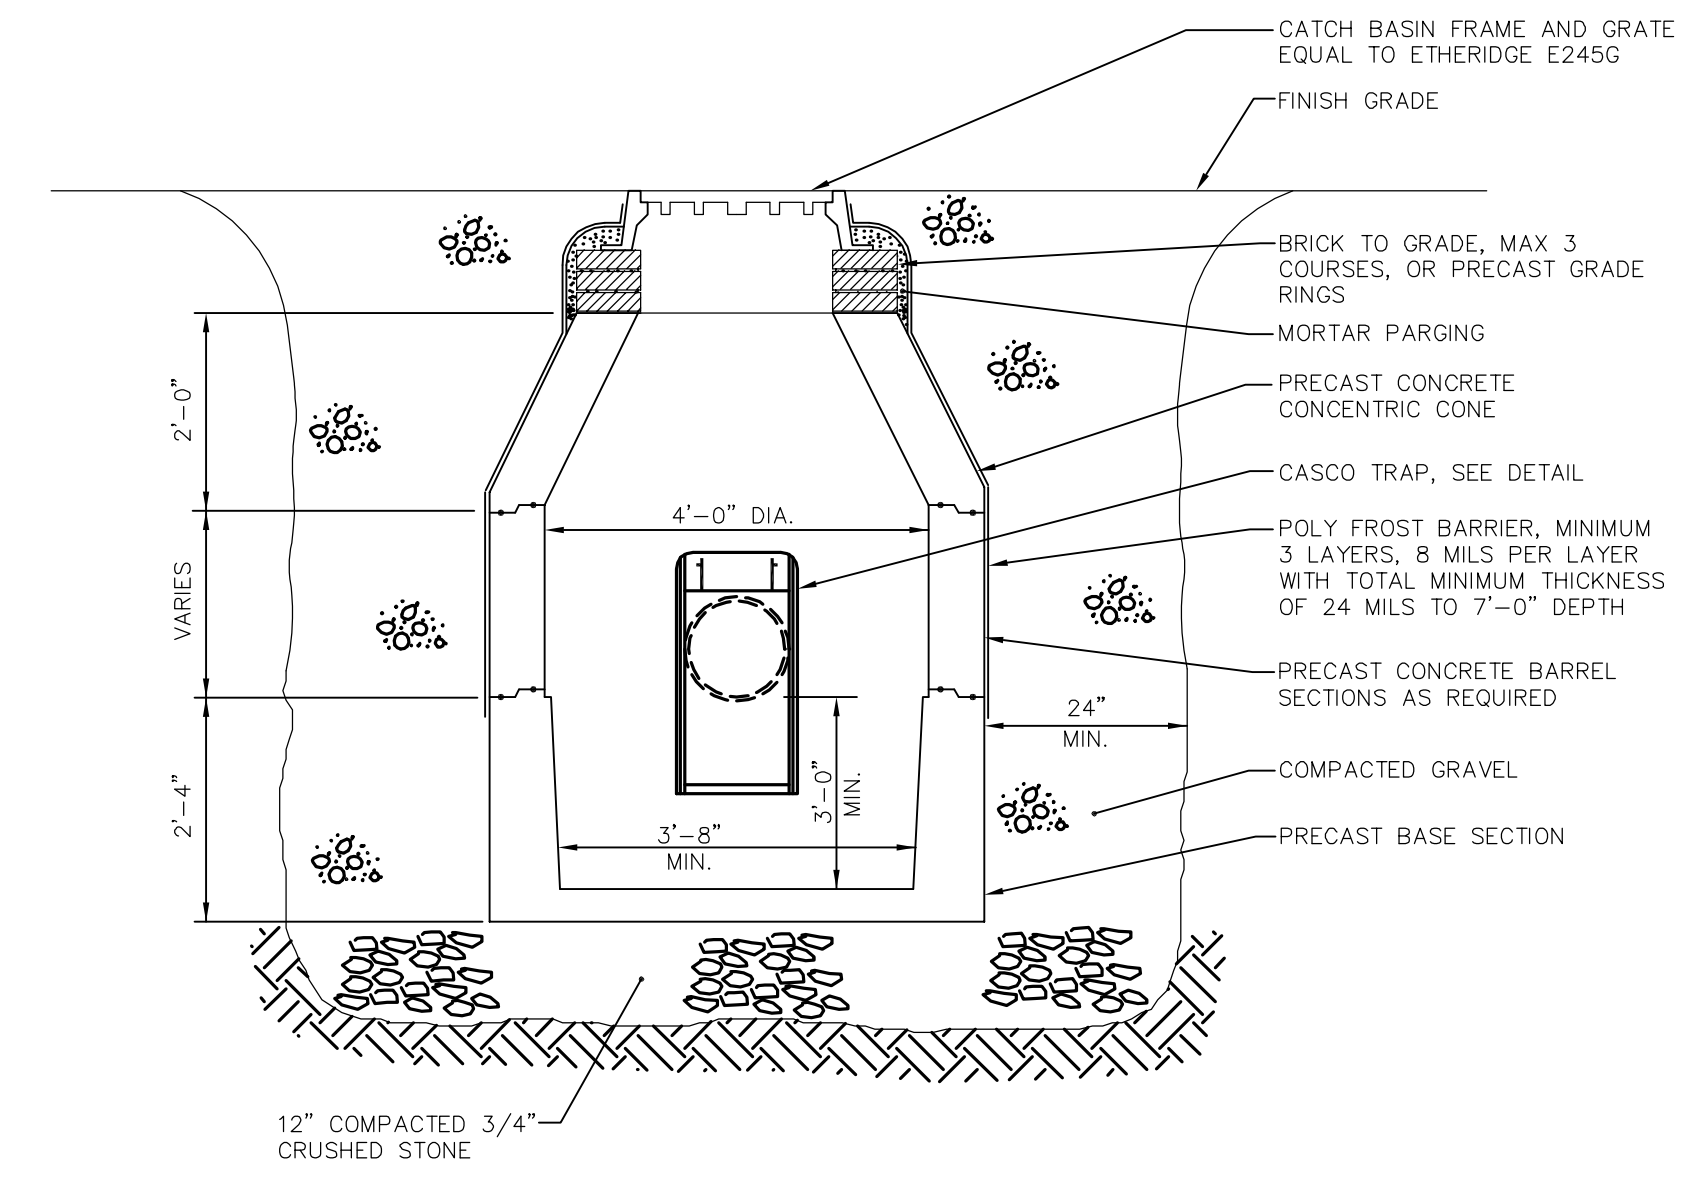 CATCH BASIN FRAME AND GRATE
EQUAL TO ETHERIDGE E245G
FINISH GRADE
BRICK TO GRADE, MAX 3
COURSES, OR PRECAST GRADE
RINGS
MORTAR PARGING
PRECAST CONCRETE
CONCENTRIC CONE
CASCO TRAP, SEE DETAIL
POLY FROST BARRIER, MINIMUM
3 LAYERS, 8 MILS PER LAYER
WITH TOTAL MINIMUM THICKNESS
OF 24 MILS TO 7'-0" DEPTH
PRECAST CONCRETE BARREL
SECTIONS AS REQUIRED
COMPACTED GRAVEL
PRECAST BASE SECTION
2'-0"
VARIES
2'-4"
4'-0" DIA.
24"
MIN.
3'-0"
MIN.
3'-8"
MIN.
12" COMPACTED 3/4"
CRUSHED STONE